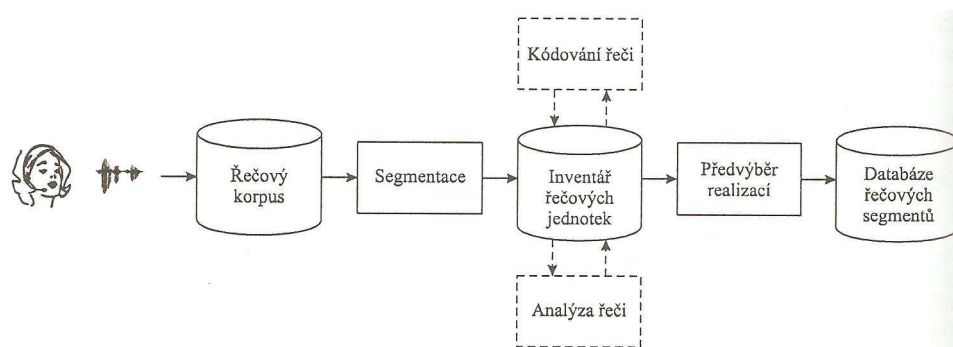 Kódování řeči
Řečový
korpus
Segmentace
Inventář
řečových
jednotek
Předvýběr
realizací
Databáze
řečových
segmentů
Analýza řeči